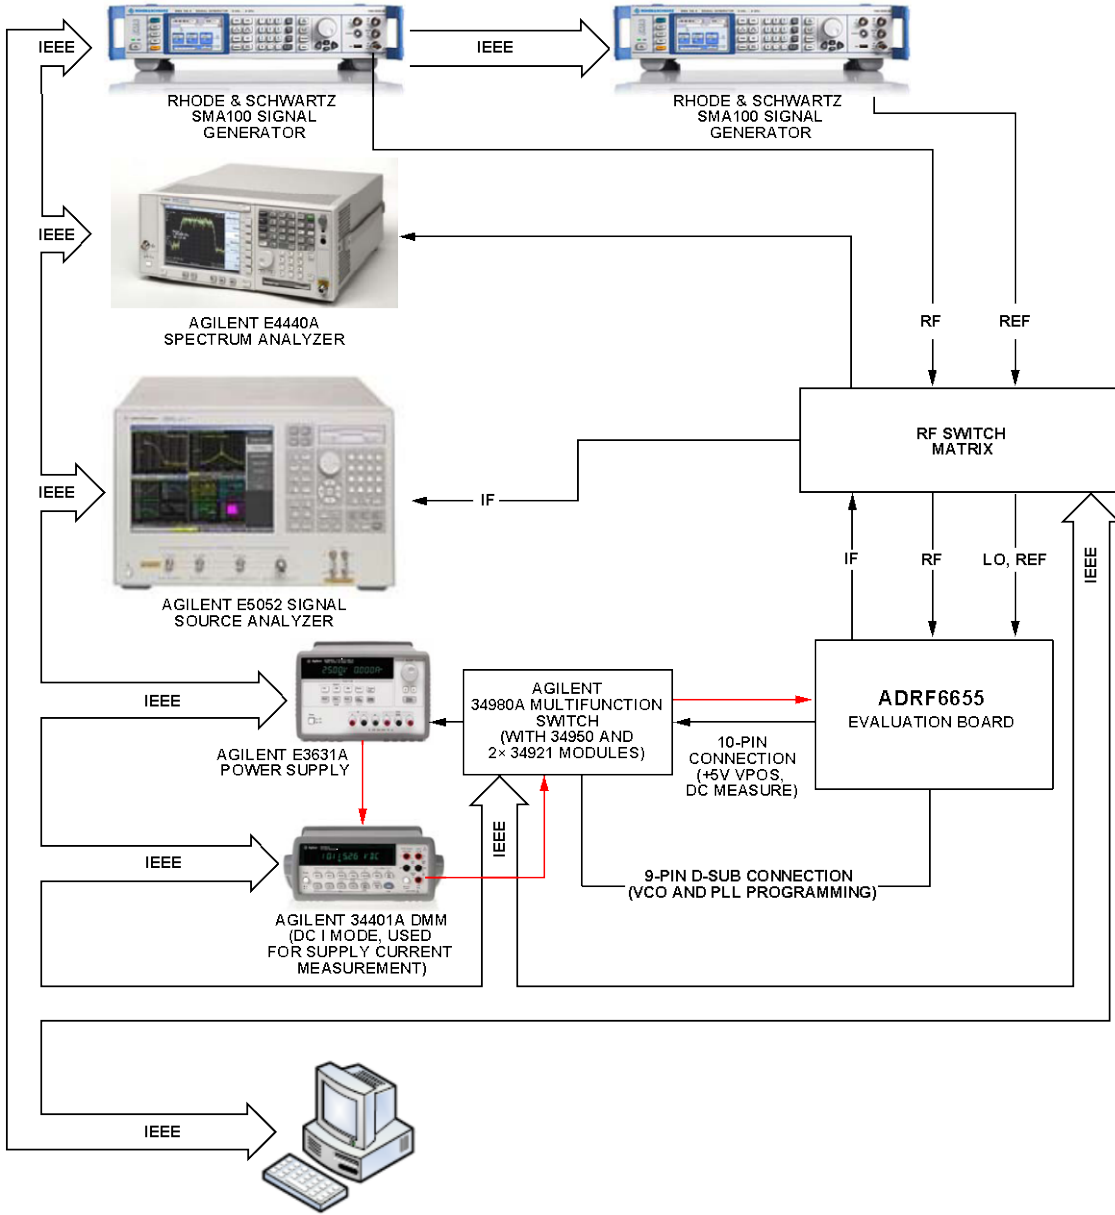 IEEE
IEEE
RHODE & SCHWARTZ
SMA100 SIGNAL
GENERATOR
RHODE & SCHWARTZ
SMA100 SIGNAL
GENERATOR
IEEE
AGILENT E4440A
SPECTRUM ANALYZER
RF
REF
RF SWITCH
MATRIX
IEEE
IF
IF
RF
LO, REF
IEEE
AGILENT E5052 SIGNAL
SOURCE ANALYZER
IEEE
AGILENT E3631A
POWER SUPPLY
AGILENT
34980A MULTIFUNCTION
SWITCH
(WITH 34950 AND
2× 34921 MODULES)
ADRF6655
EVALUATION BOARD
10-PIN
CONNECTION
(+5V VPOS,
DC MEASURE)
IEEE
IEEE
9-PIN D-SUB CONNECTION
(VCO AND PLL PROGRAMMING)
AGILENT 34401A DMM
(DC I MODE, USED
FOR SUPPLY CURRENT
MEASUREMENT)
IEEE